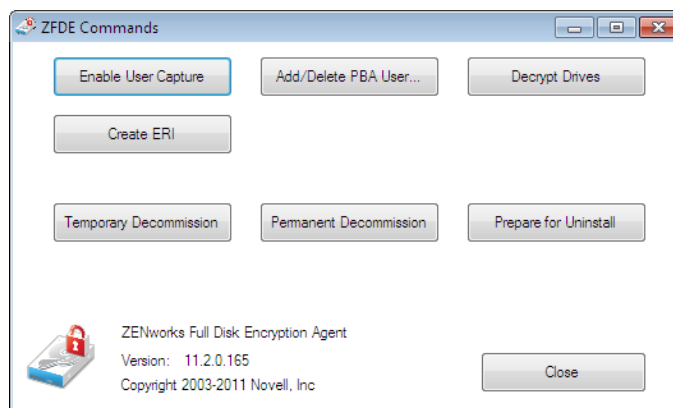 ZFDE Commands
Enable User Capture
Add/Delete PBA User...
Decrypt Drives
Create ERI
Temporary Decommission
Permanent Decommission
Prepare for Uninstall
ZENworks Full Disk Encryption Agent
Version: 11.2.0.165
Copyright 2003-2011 Novell, Inc
Close